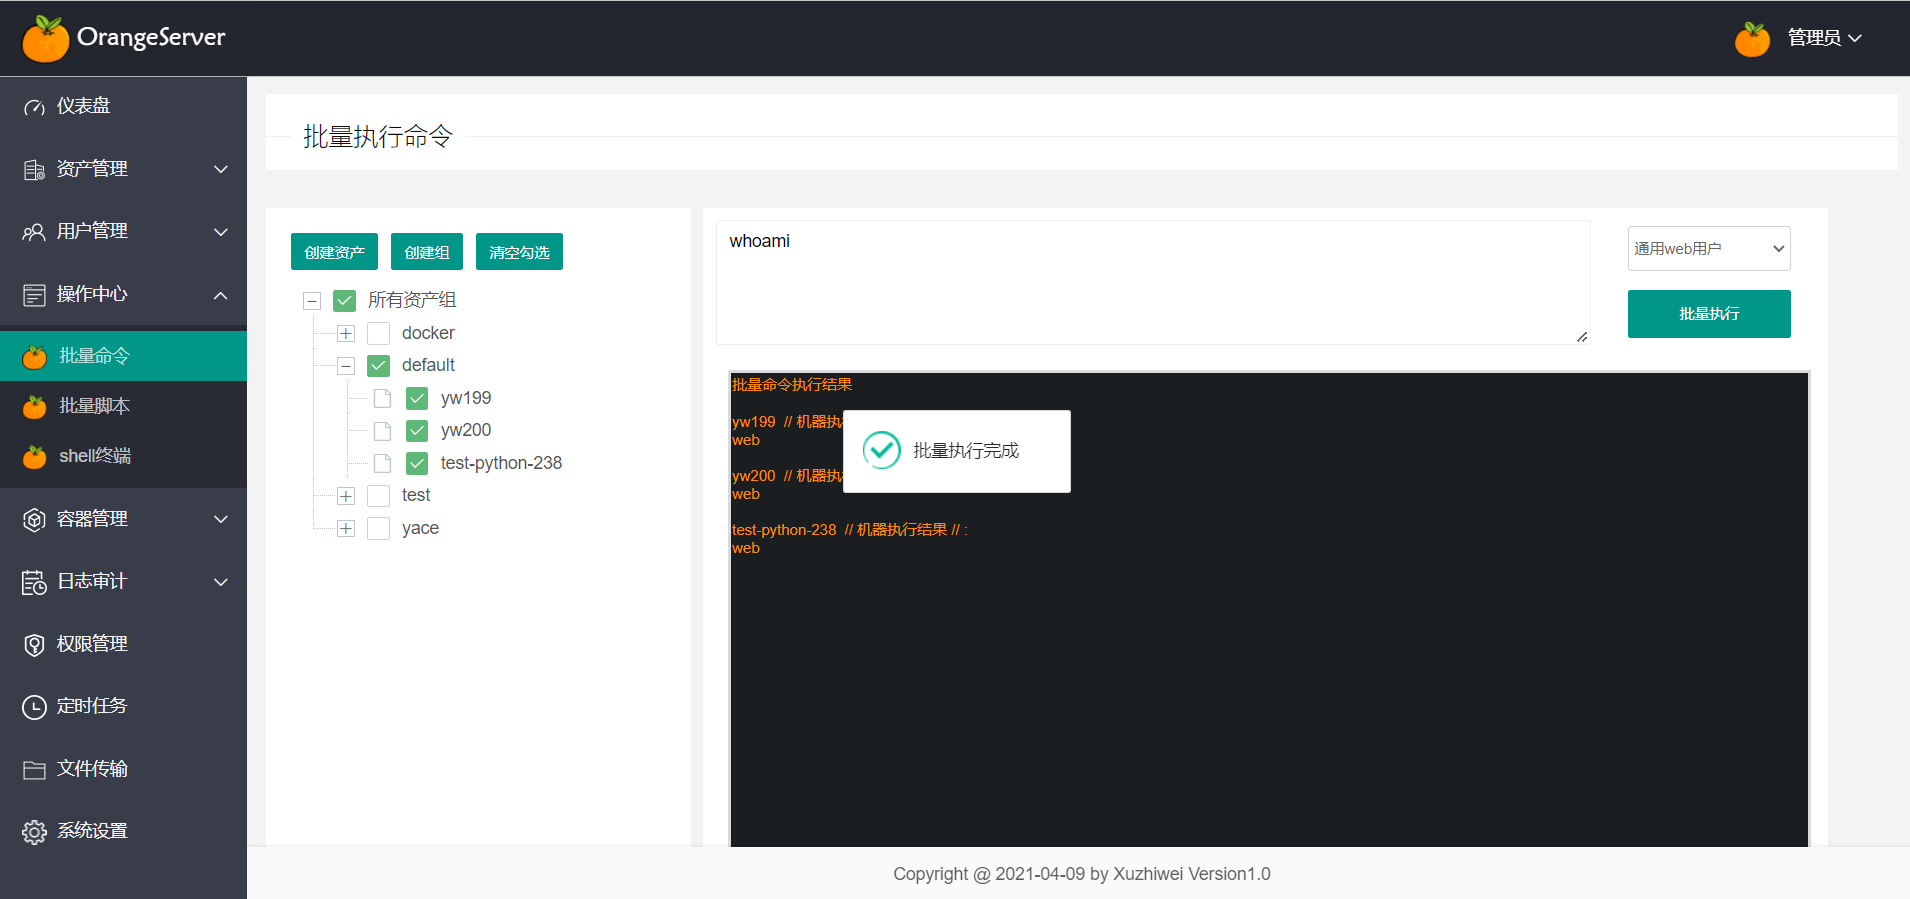 OrangeServer
管理员
仪表盘
资产管理
用户管理
操作中心
批量命令
批量脚本
shell终端
容器管理
日志审计
权限管理
定时任务
文件传输
系统设置
批量执行命令
创建资产 创建组 清空勾选
所有资产组
docker
default
yw199
yw200
test-python-238
test
yace
whoami
通用web用户
批量执行
批量命令执行结果
yw199 // 机器执
web
yw200 // 机器执
web
test-python-238 // 机器执行结果 // :
web
批量执行完成
Copyright @ 2021-04-09 by Xuzhiwei Version1.0